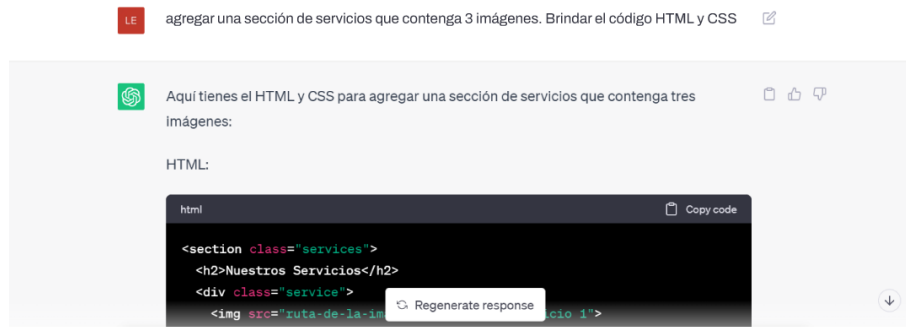 LE
agregar una sección de servicios que contenga 3 imágenes. Brindar el código HTML y CSS
Aquí tienes el HTML y CSS para agregar una sección de servicios que contenga tres
imágenes:
HTML:
html Copy code
<section class="services">
<h2>Nuestros Servicios</h2>
<div class="service">
<img src="ruta-de-la-im icio 1">
Regenerate response